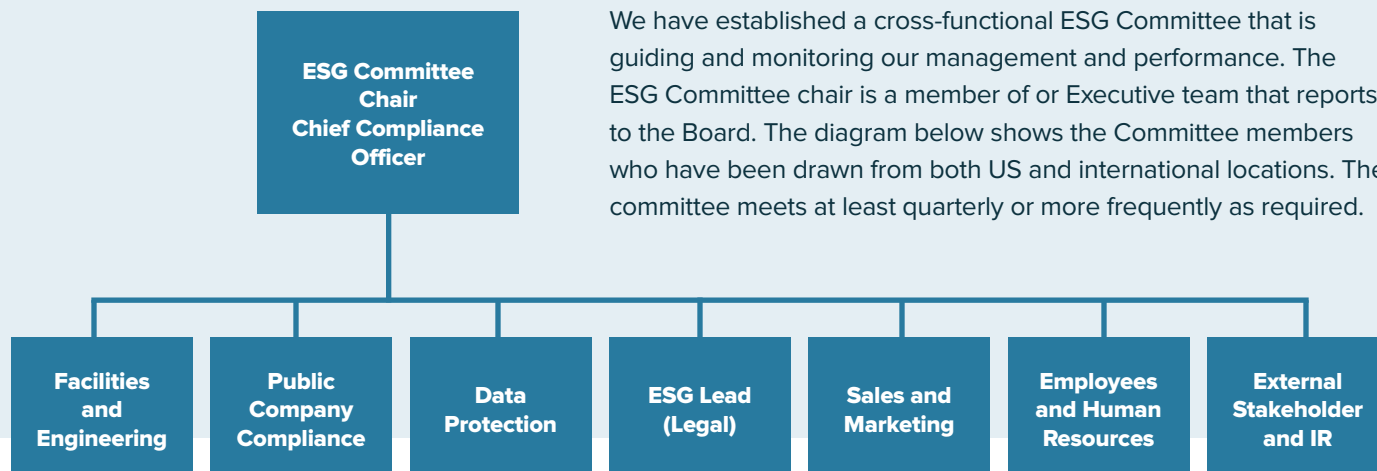 ESG Committee
Chair
Chief Compliance
Officer
We have established a cross-functional ESG Committee that is
guiding and monitoring our management and performance. The
ESG Committee chair is a member of or Executive team that reports
to the Board. The diagram below shows the Committee members
who have been drawn from both US and international locations. The
committee meets at least quarterly or more frequently as required.
Facilities
and
Engineering
Public
Company
Compliance
Data
Protection
ESG Lead
(Legal)
Sales and
Marketing
Employees
and Human
Resources
External
Stakeholder
and IR